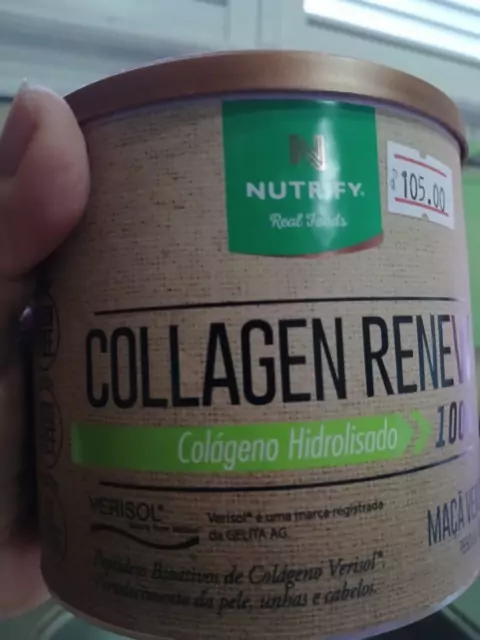 NUTRIFY
Real Foods
105.00
COLLAGEN RENEW
Colágeno Hidrolisado
100
VERISOL®
Verisol® é uma marca registrada
da GELITA AG.
MAÇÃ VE
Peptídeos Bioativos de Colágeno Verisol®.
Fortalecimento da pele, unhas e cabelos.